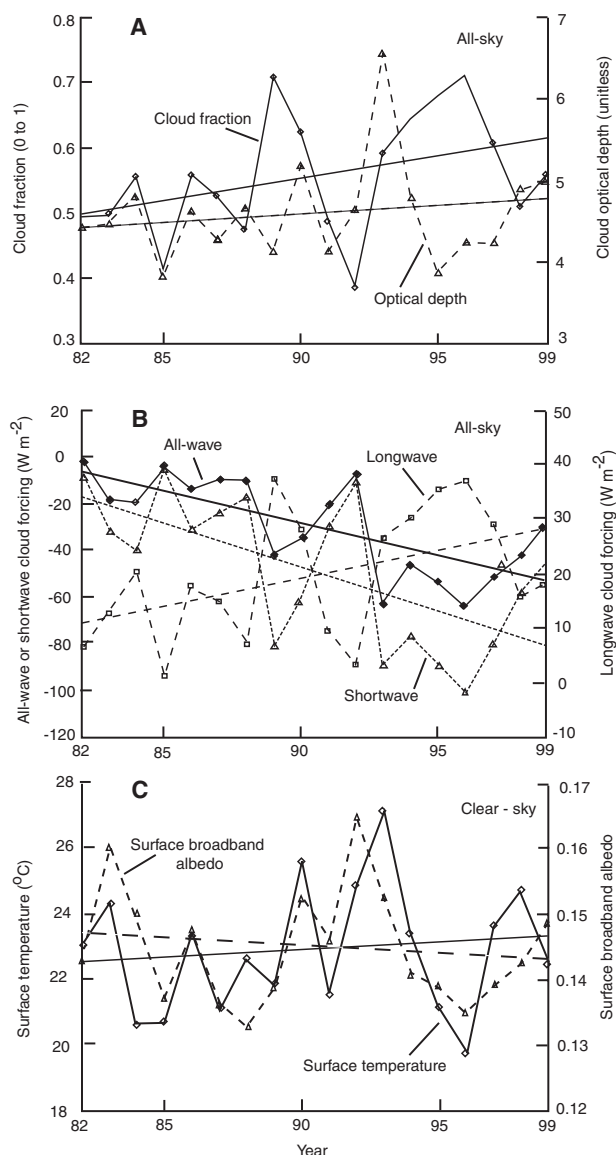 A
All-sky
Cloud fraction
Optical depth
Cloud fraction (0 to 1)
0.8
0.7
0.6
0.5
0.4
0.3
Cloud optical depth (unitless)
7
6
5
4
3
82 85 90 95 99
B
All-sky
All-wave
Longwave
Shortwave
All-wave or shortwave cloud forcing (W m-2)
20
0
-20
-40
-60
-80
-100
-120
Longwave cloud forcing (W m-2)
50
40
30
20
10
0
-10
82 85 90 95 99
C
Clear - sky
Surface broadband
albedo
Surface temperature
Surface temperature (oC)
28
26
24
22
20
18
Surface broadband albedo
0.17
0.16
0.15
0.14
0.13
0.12
82 85 90 95 99
Year